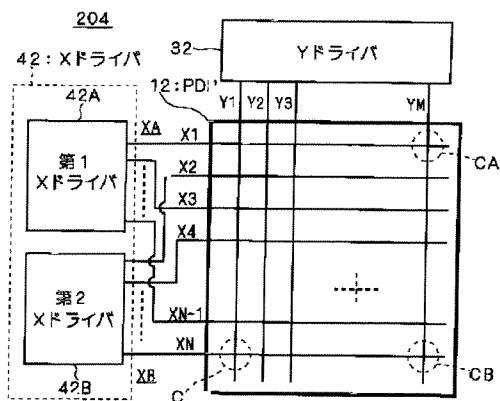 204
42:Xドライバ
42A
第1
Xドライバ
第2
Xドライバ
42B
XA
XB
32
Yドライバ
12:PDP
Y1
Y2
Y3
YM
X1
X2
X3
X4
XN-1
XN
CA
C
CB